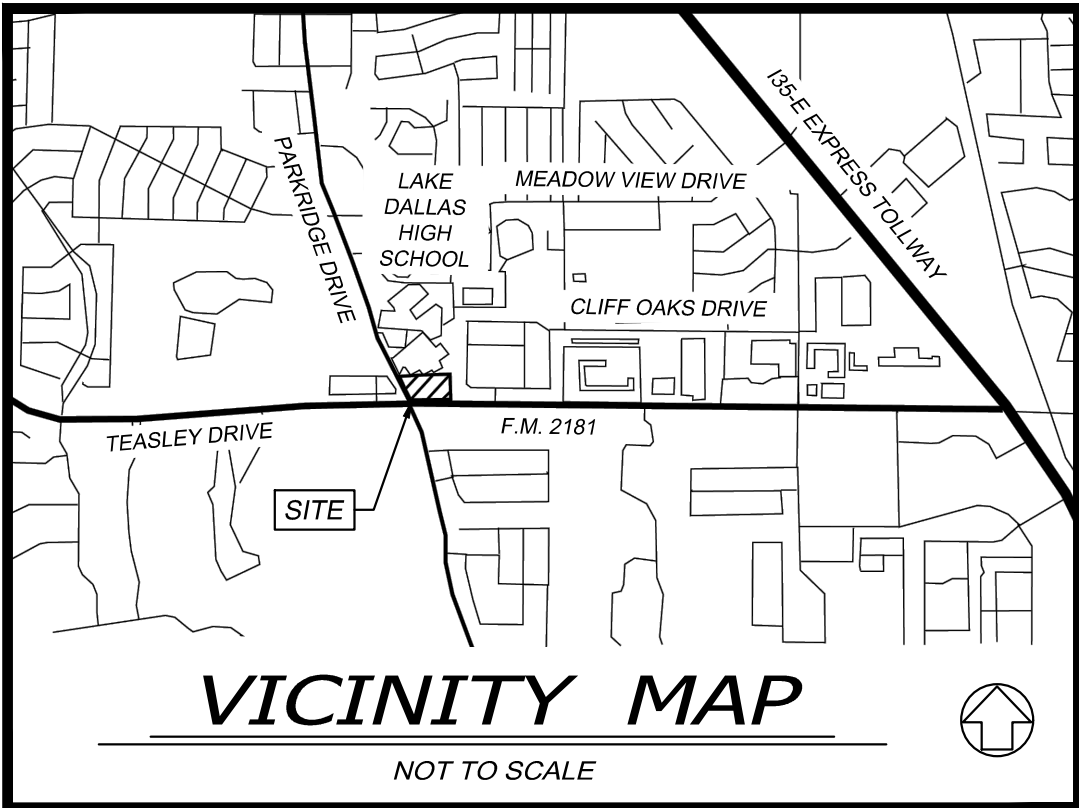 I35-E EXPRESS TOLLWAY
PARKRIDGE DRIVE
LAKE
DALLAS
HIGH
SCHOOL
MEADOW VIEW DRIVE
CLIFF OAKS DRIVE
TEASLEY DRIVE
F.M. 2181
SITE
VICINITY MAP
NOT TO SCALE